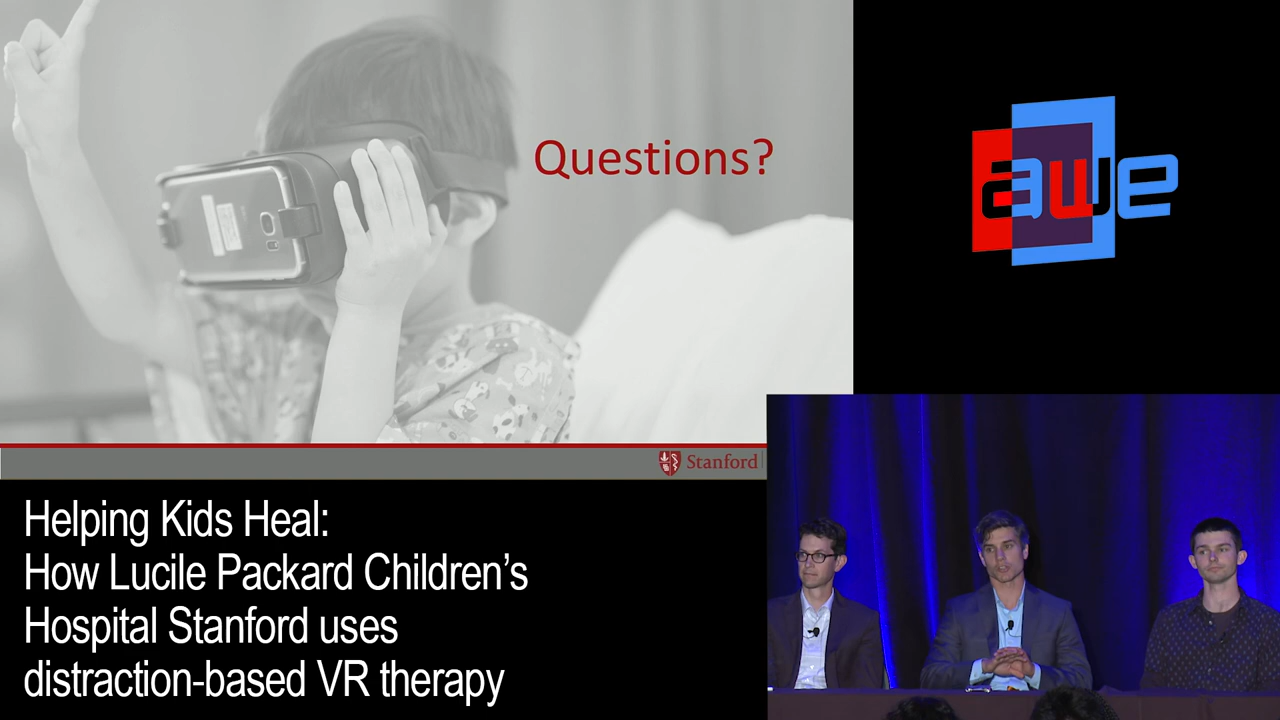 Questions?
awe
Stanford
Helping Kids Heal:
How Lucile Packard Children’s
Hospital Stanford uses
distraction-based VR therapy